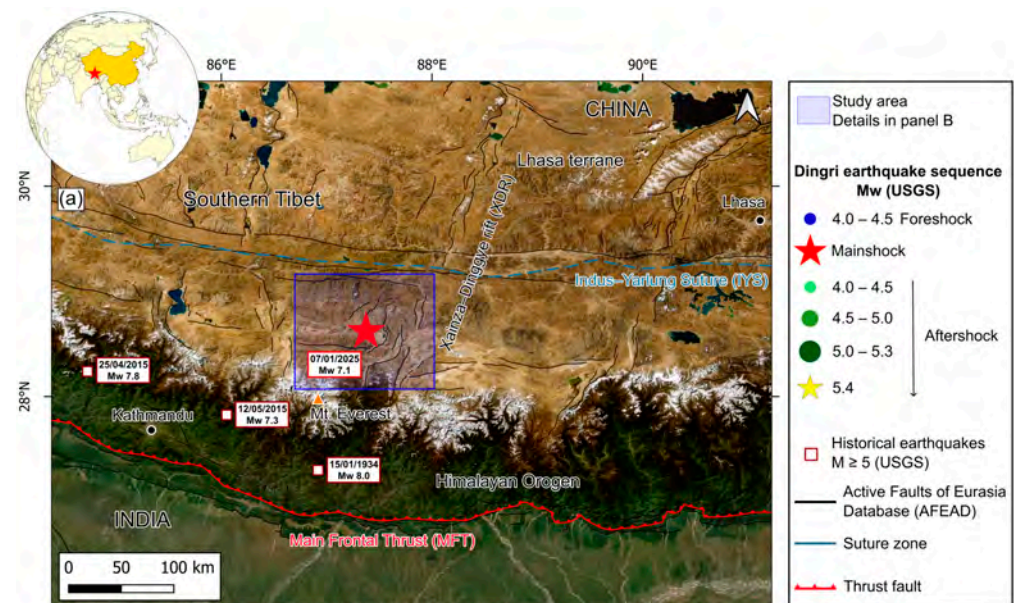 86°E
88°E
90°E
30°N
28°N
(a)
CHINA
Lhasa terrane
Southern Tibet
Lhasa
Xainza–Dinggye rift (XDR)
Indus–Yarlung Suture (IYS)
07/01/2025
Mw 7.1
25/04/2015
Mw 7.8
12/05/2015
Mw 7.3
Mt. Everest
Kathmandu
15/01/1934
Mw 8.0
Himalayan Orogen
INDIA
Main Frontal Thrust (MFT)
0 50 100 km
Study area
Details in panel B
Dingri earthquake sequence
Mw (USGS)
4.0 – 4.5 Foreshock
Mainshock
4.0 – 4.5
4.5 – 5.0
5.0 – 5.3
Aftershock
5.4
Historical earthquakes
M ≥ 5 (USGS)
Active Faults of Eurasia
Database (AFEAD)
Suture zone
Thrust fault